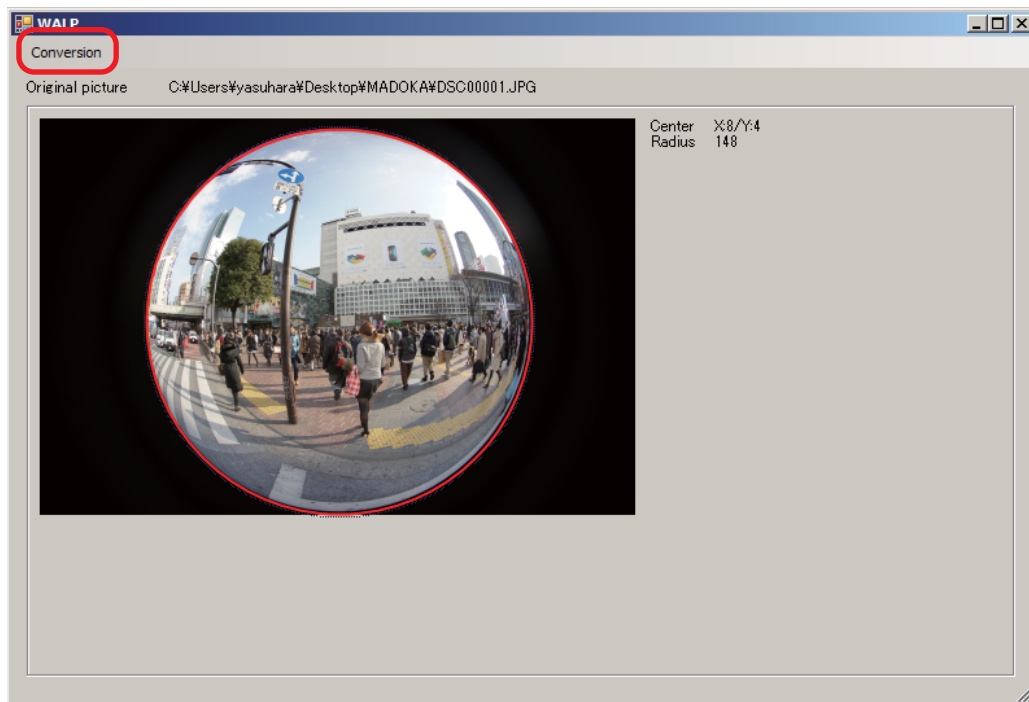 WALP
Conversion
Original picture C:¥Users¥yasuhara¥Desktop¥MADOKA¥DSC00001.JPG
Center X:8/Y:4
Radius 148